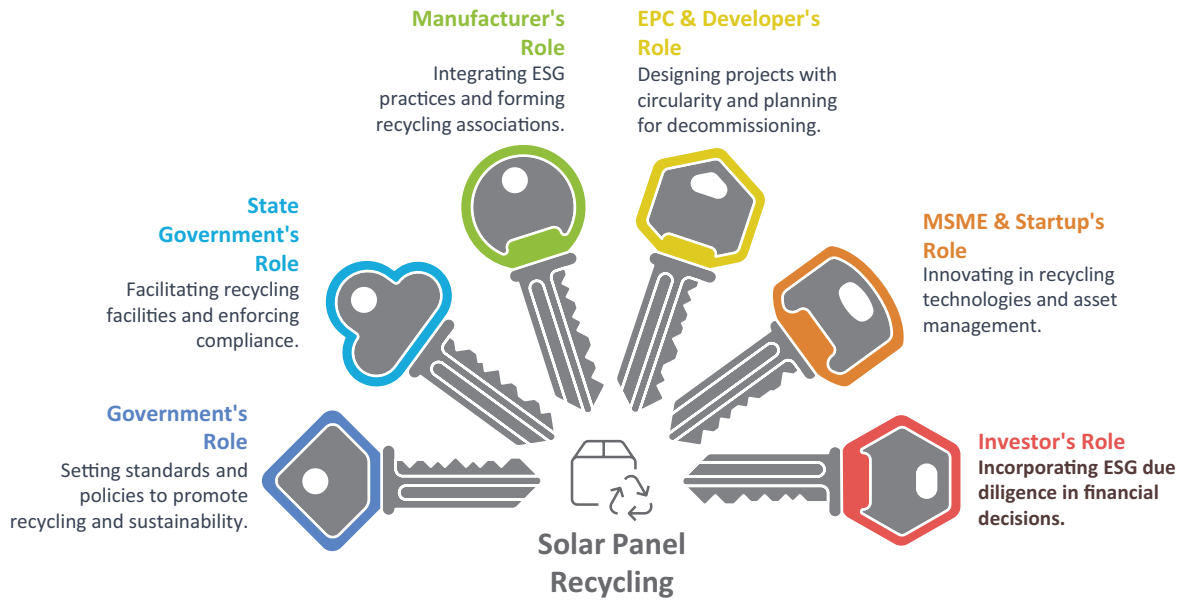 Manufacturer's
Role
Integrating ESG
practices and forming
recycling associations.
EPC & Developer's
Role
Designing projects with
circularity and planning
for decommissioning.
State
Government's
Role
Facilitating recycling
facilities and enforcing
compliance.
MSME & Startup's
Role
Innovating in recycling
technologies and asset
management.
Government's
Role
Setting standards and
policies to promote
recycling and sustainability.
Investor's Role
Incorporating ESG due
diligence in financial
decisions.
Solar Panel
Recycling